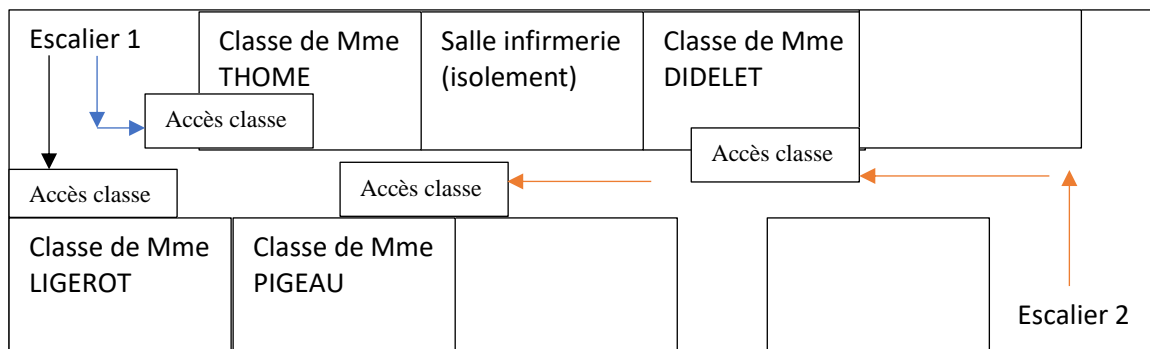 Escalier 1
Classe de Mme
THOME
Salle infirmerie
(isolement)
Classe de Mme
DIDELET
Accès classe
Accès classe
Accès classe
Accès classe
Classe de Mme
LIGEROT
Classe de Mme
PIGEAU
Escalier 2